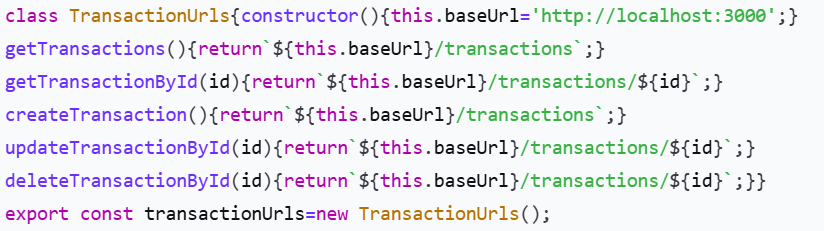 class TransactionUrls{constructor(){this.baseUrl='http://localhost:3000';}
getTransactions(){return`${this.baseUrl}/transactions`;}
getTransactionById(id){return`${this.baseUrl}/transactions/${id}`;}
createTransaction(){return`${this.baseUrl}/transactions`;}
updateTransactionById(id){return`${this.baseUrl}/transactions/${id}`;}
deleteTransactionById(id){return`${this.baseUrl}/transactions/${id}`;}}
export const transactionUrls=new TransactionUrls();